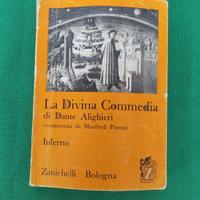 La Divina Commedia
di Dante Alighieri
commentata da Manfredi Porena
Inferno
Zanichelli Bologna
Z